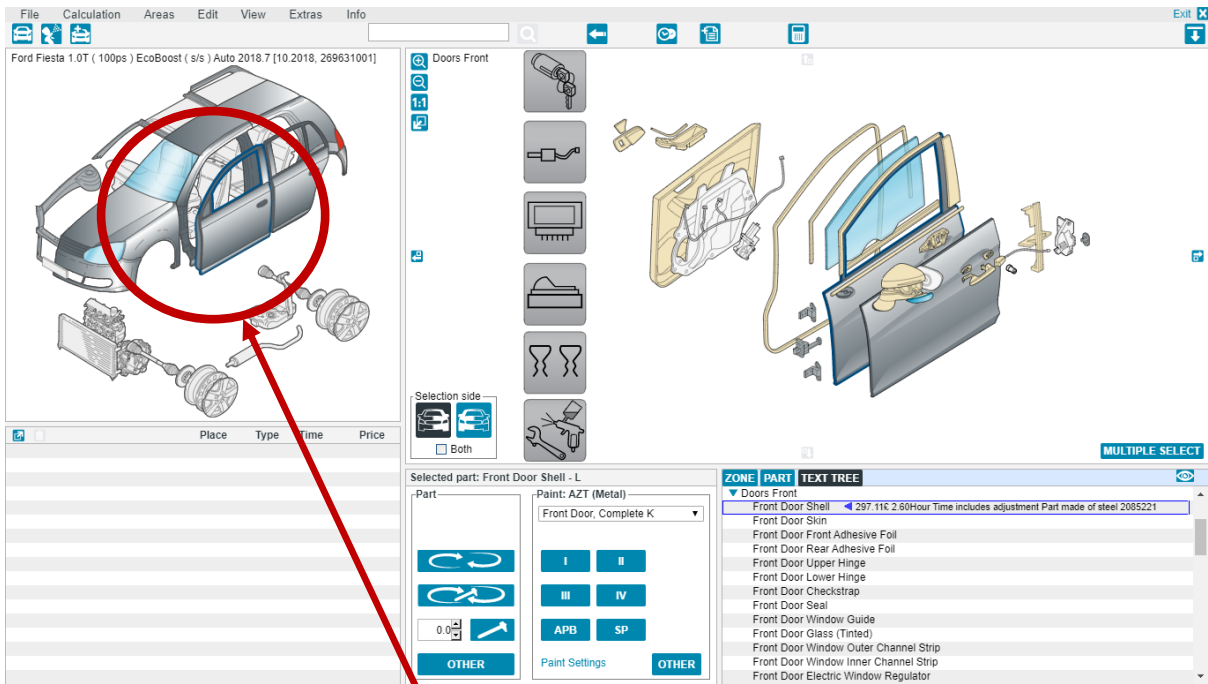 File Calculation Areas Edit View Extras Info Exit
Ford Fiesta 1.0T ( 100ps ) EcoBoost ( s/s ) Auto 2018.7 [10.2018, 269631001]
Doors Front
1:1
Selection side
Both
MULTIPLE SELECT
Place Type Time Price
Selected part: Front Door Shell - L
Part
0.0
OTHER
Paint: AZT (Metal)
Front Door, Complete K
I II
III IV
APB SP
Paint Settings OTHER
ZONE PART TEXT TREE
Doors Front
Front Door Shell 297.11£ 2.60Hour Time includes adjustment Part made of steel 2085221
Front Door Skin
Front Door Front Adhesive Foil
Front Door Rear Adhesive Foil
Front Door Upper Hinge
Front Door Lower Hinge
Front Door Checkstrap
Front Door Seal
Front Door Window Guide
Front Door Glass (Tinted)
Front Door Window Outer Channel Strip
Front Door Window Inner Channel Strip
Front Door Electric Window Regulator